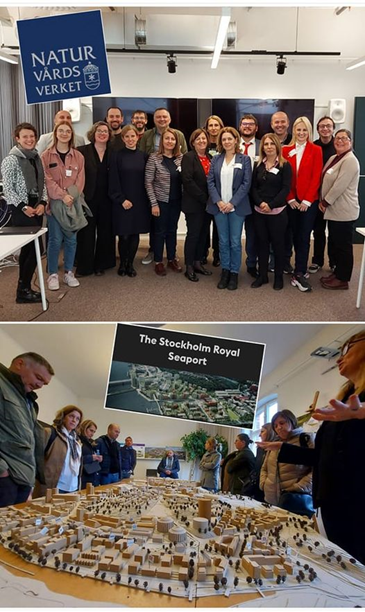 NATUR
VÅRDS
VERKET
The Stockholm Royal
Seaport